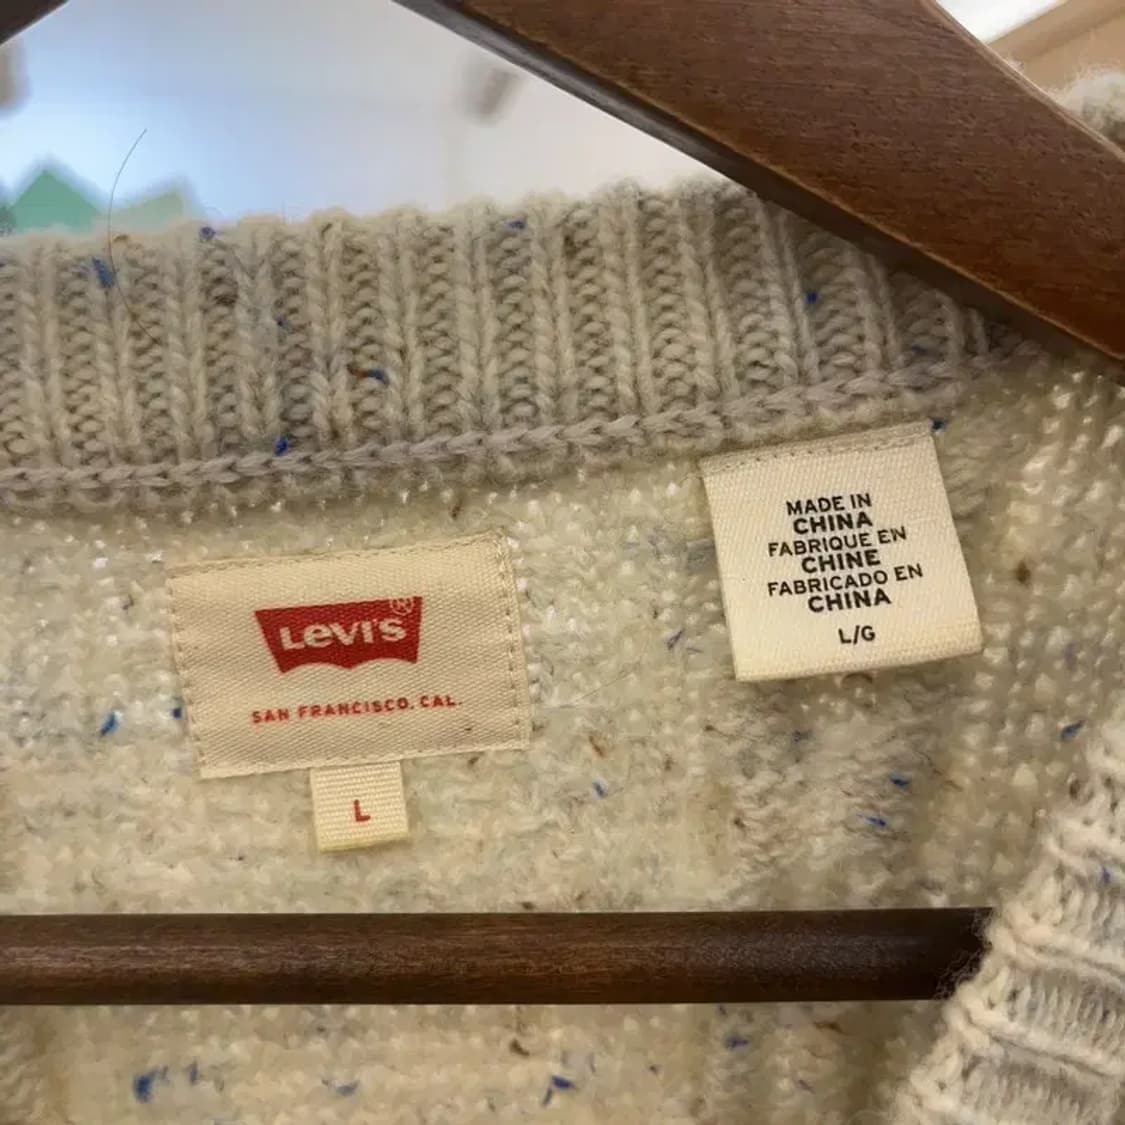 LEVI'S®
SAN FRANCISCO. CAL.
L
MADE IN
CHINA
FABRIQUE EN
CHINE
FABRICADO EN
CHINA
L/G